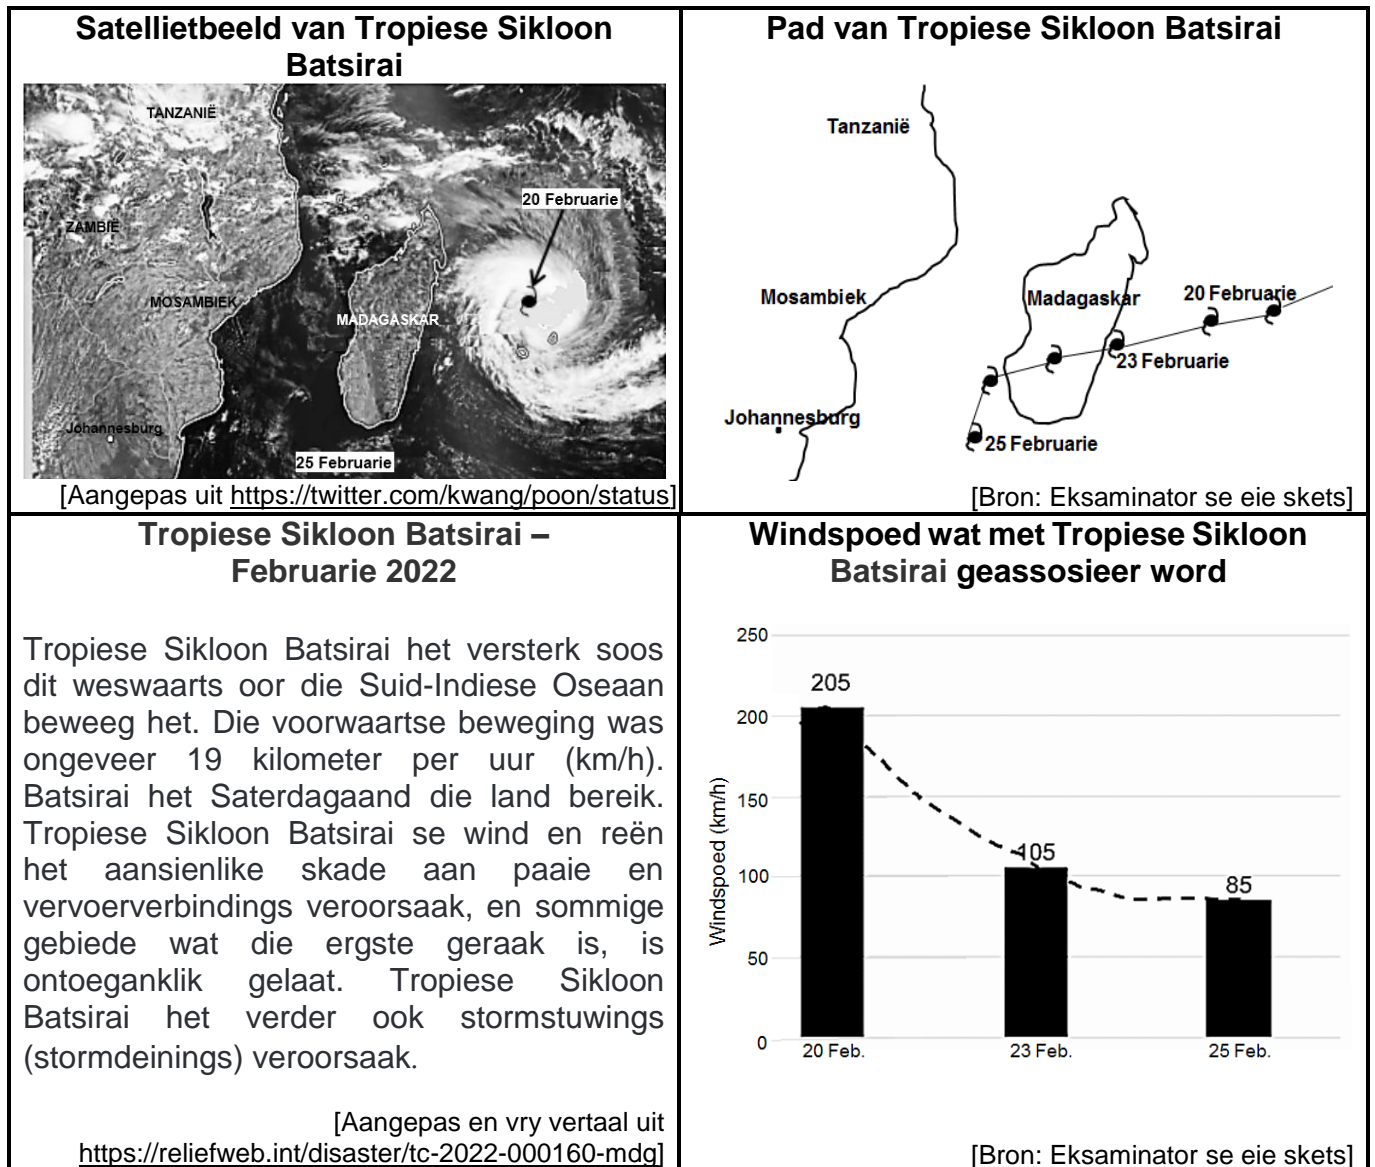 Satellietbeeld van Tropiese Sikloon
Batsirai
TANZANIË
20 Februarie
ZAMBIË
MOSAMBIEK
MADAGASKAR
Johannesburg
25 Februarie
[Aangepas uit https://twitter.com/kwang/poon/status]
Pad van Tropiese Sikloon Batsirai
Tanzanië
Mosambiek
Madagaskar
20 Februarie
23 Februarie
Johannesburg
25 Februarie
[Bron: Eksaminator se eie skets]
Tropiese Sikloon Batsirai –
Februarie 2022
Tropiese Sikloon Batsirai het versterk soos
dit weswaarts oor die Suid-Indiese Oseaan
beweeg het. Die voorwaartse beweging was
ongeveer 19 kilometer per uur (km/h).
Batsirai het Saterdagaand die land bereik.
Tropiese Sikloon Batsirai se wind en reën
het aansienlike skade aan paaie en
vervoerverbindings veroorsaak, en sommige
gebiede wat die ergste geraak is, is
ontoeganklik gelaat. Tropiese Sikloon
Batsirai het verder ook stormstuwings
(stormdeinings) veroorsaak.
[Aangepas en vry vertaal uit
https://reliefweb.int/disaster/tc-2022-000160-mdg]
Windspoed wat met Tropiese Sikloon
Batsirai geassosieer word
250
205
200
150
Windspoed (km/h)
105
100
85
50
0
20 Feb.
23 Feb.
25 Feb.
[Bron: Eksaminator se eie skets]